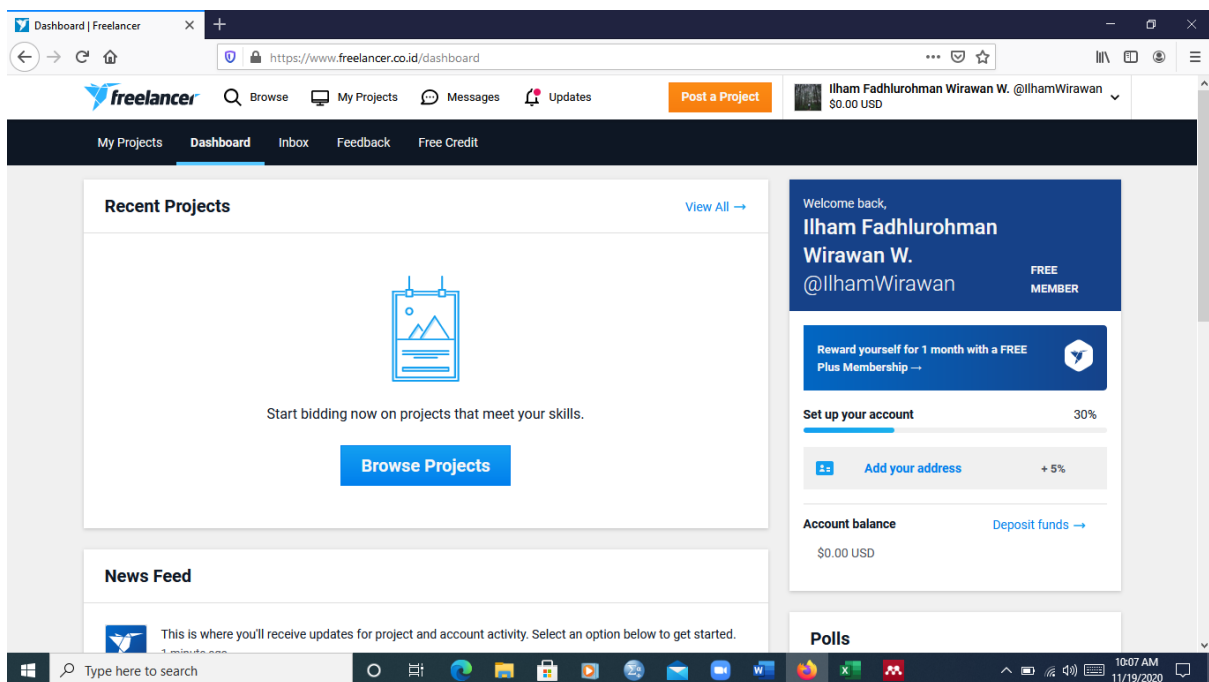 Dashboard | Freelancer
https://www.freelancer.co.id/dashboard
freelancer
Browse
My Projects
Messages
Updates
Post a Project
Ilham Fadhlurohman Wirawan W. @IlhamWirawan
$0.00 USD
My Projects
Dashboard
Inbox
Feedback
Free Credit
Recent Projects
View All →
Start bidding now on projects that meet your skills.
Browse Projects
News Feed
This is where you'll receive updates for project and account activity. Select an option below to get started.
1 minute ago
Welcome back,
Ilham Fadhlurohman
Wirawan W.
@IlhamWirawan
FREE
MEMBER
Reward yourself for 1 month with a FREE
Plus Membership →
Set up your account
30%
Add your address
+ 5%
Account balance
Deposit funds →
$0.00 USD
Polls
Type here to search
10:07 AM
11/19/2020